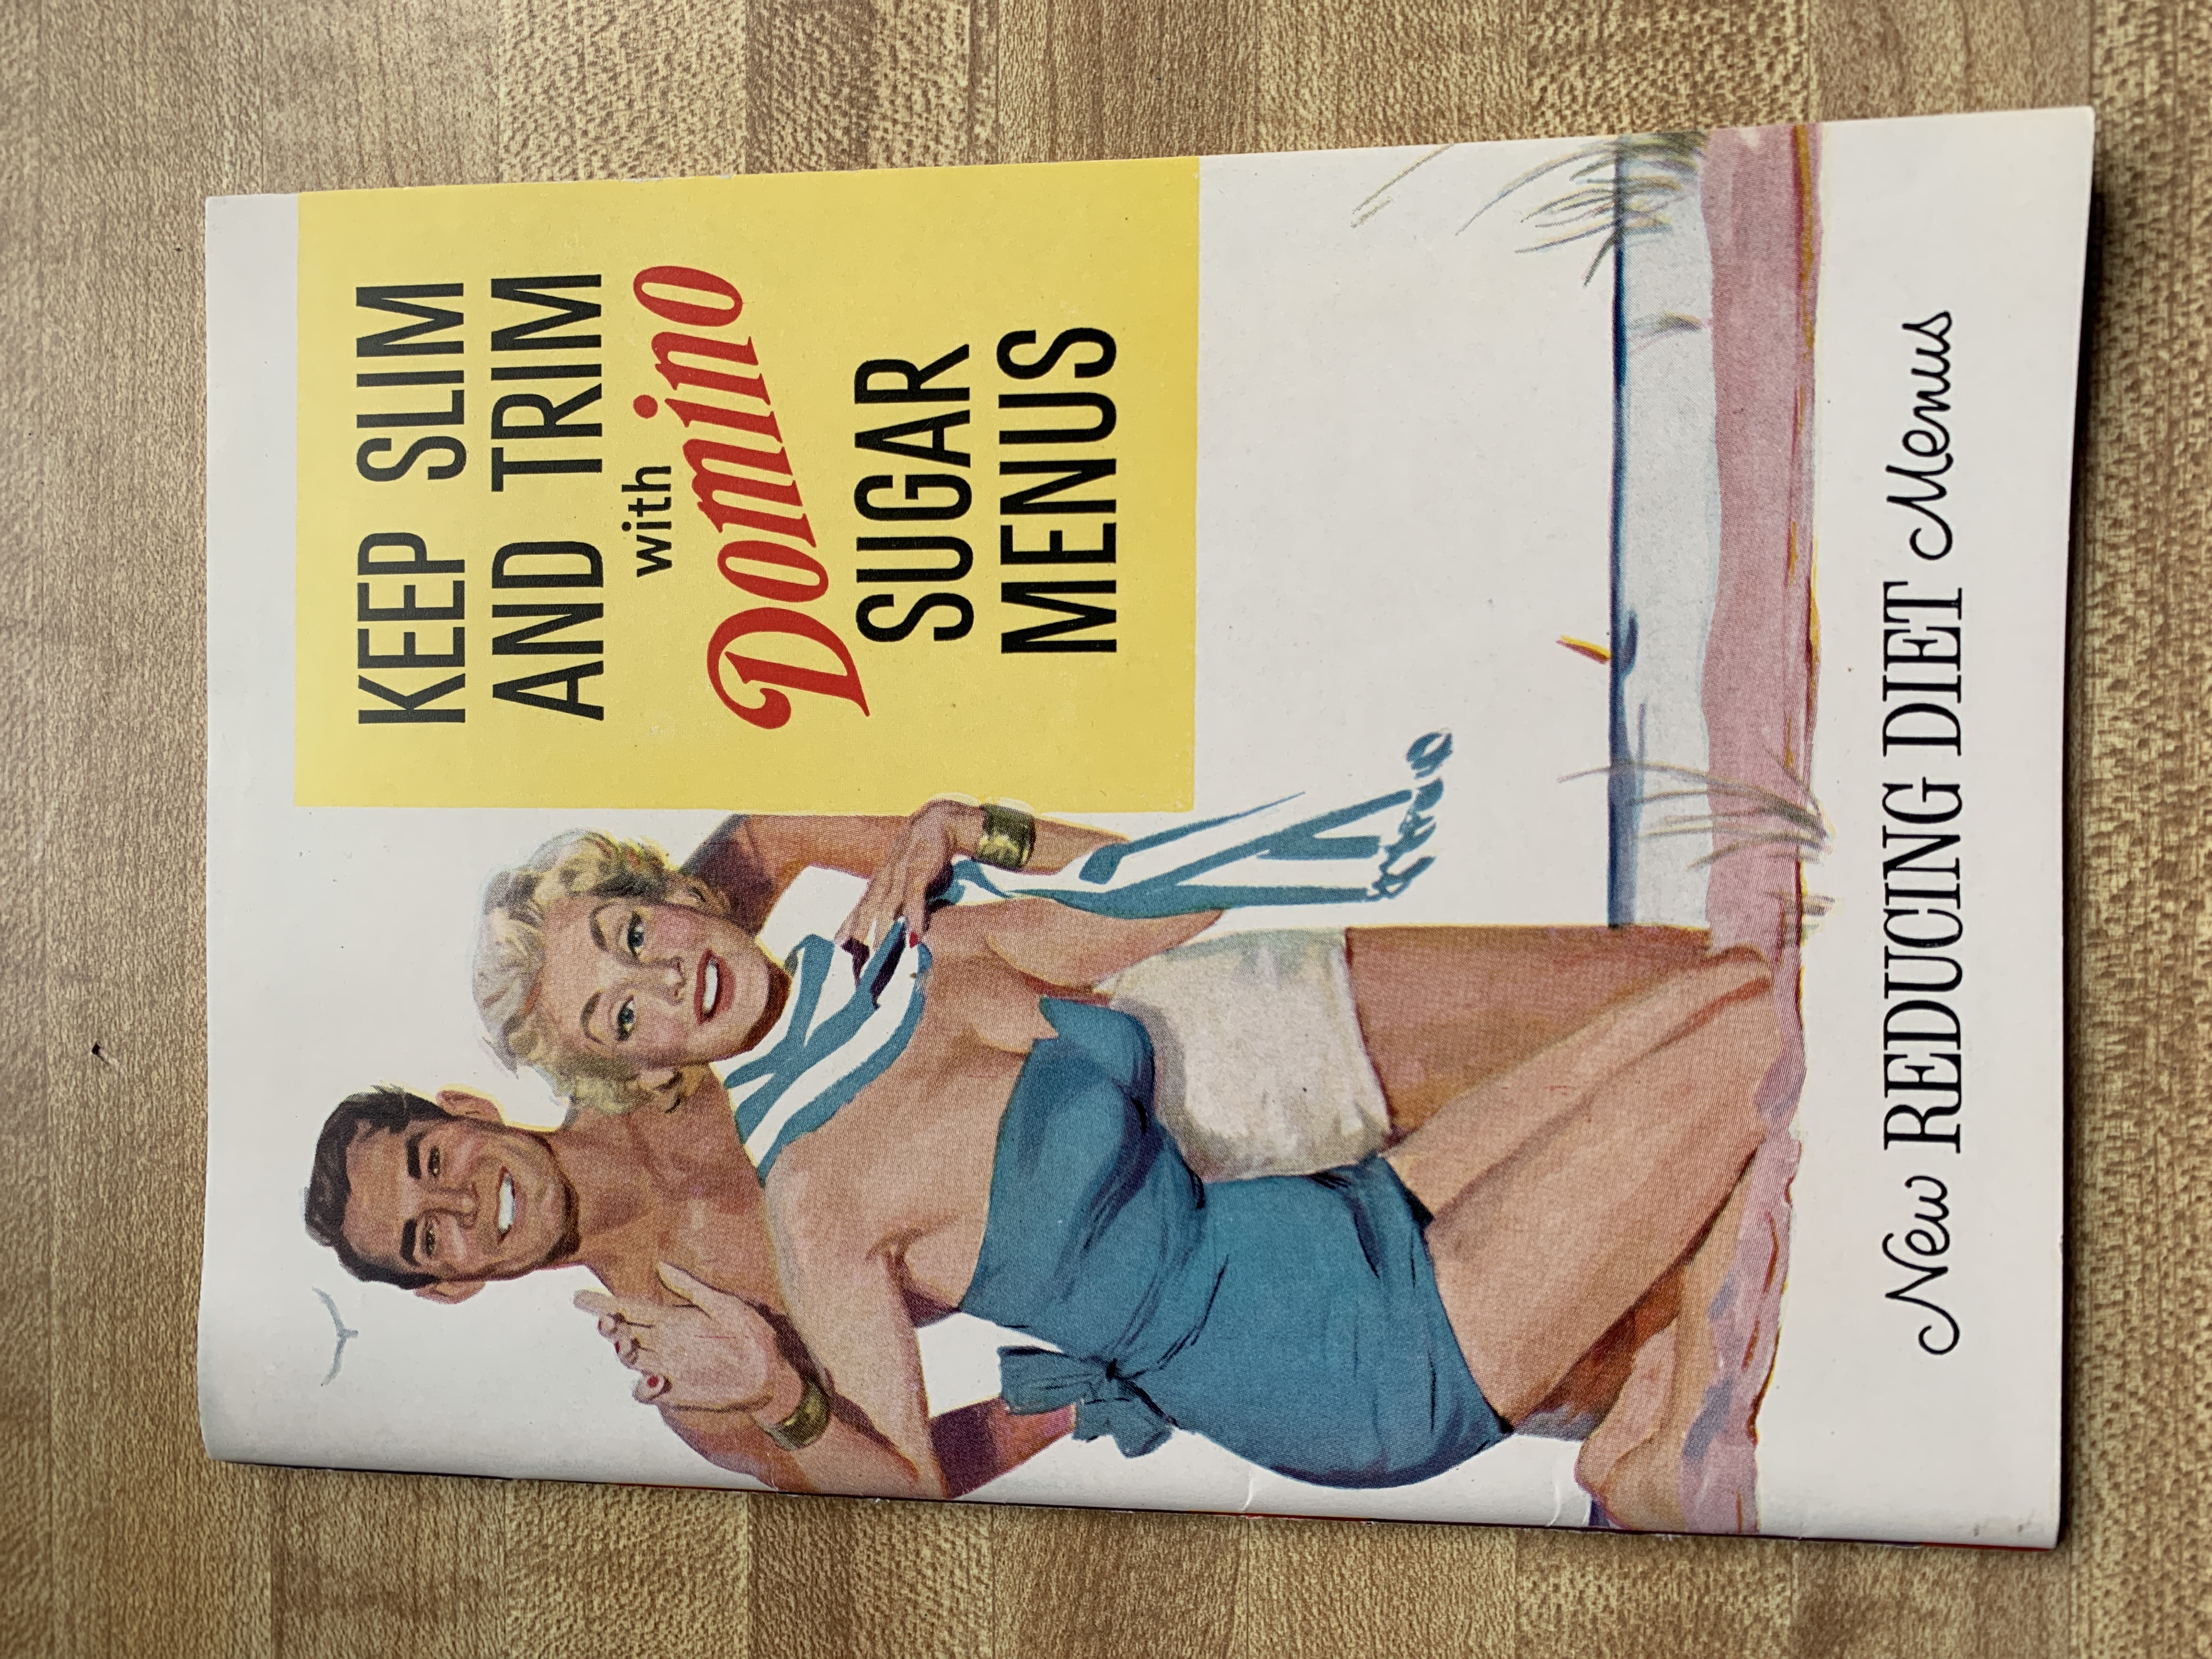 KEEP SLIM
AND TRIM
with
Domino
SUGAR
MENUS
New REDUCING DIET Menus